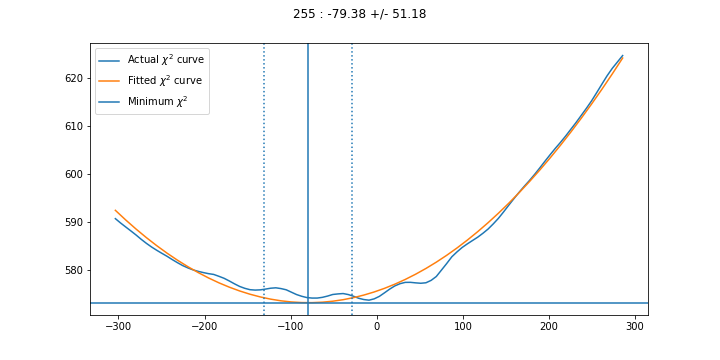 255 : -79.38 +/- 51.18
Actual χ² curve
Fitted χ² curve
Minimum χ²
620
610
600
590
580
−300 −200 −100 0 100 200 300